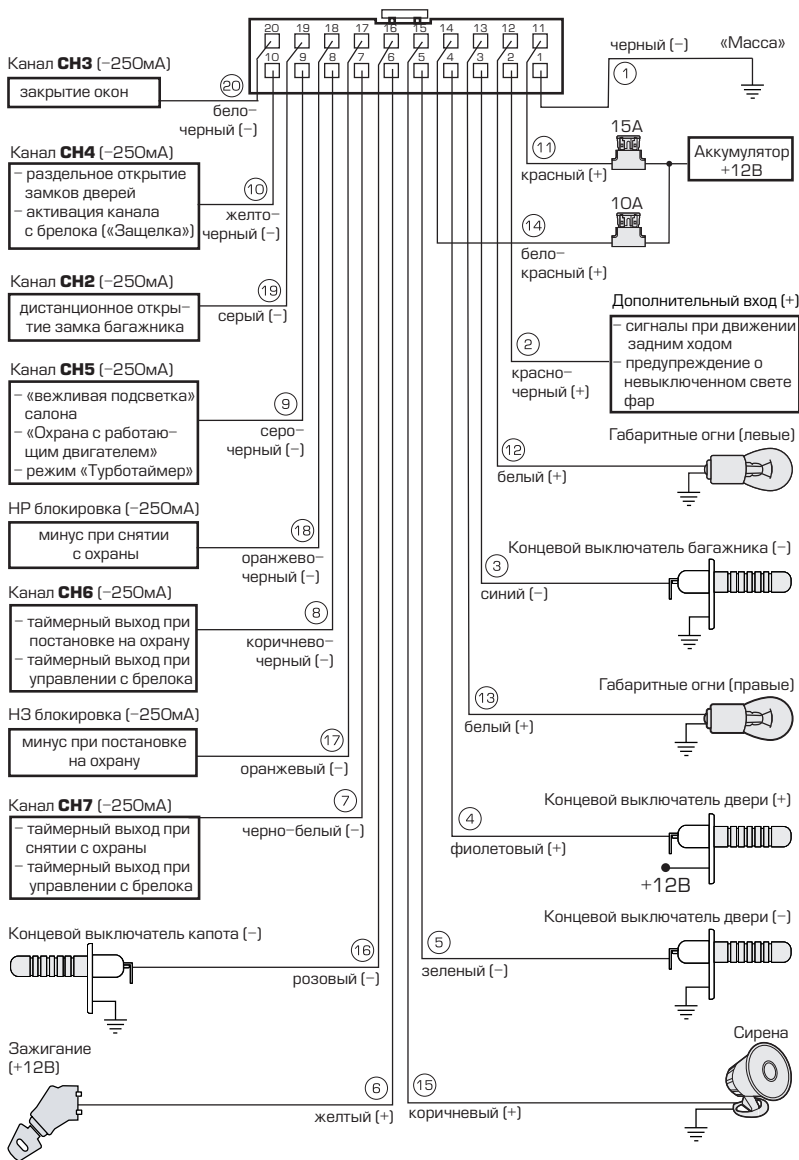 20 19 18 17 16 15 14 13 12 11
10 9 8 7 6 5 4 3 2 1
Канал CH3 (–250мА)
закрытие окон
20
бело–
черный (–)
Канал CH4 (–250мА)
– раздельное открытие
замков дверей
– активация канала
с брелока («Защелка»)
10
желто–
черный (–)
Канал CH2 (–250мА)
дистанционное откры–
тие замка багажника
19
серый (–)
Канал CH5 (–250мА)
– «вежливая подсветка»
салона
– «Охрана с работаю–
щим двигателем»
– режим «Турботаймер»
9
серо–
черный (–)
НР блокировка (–250мА)
минус при снятии
с охраны
18
оранжево–
черный (–)
Канал CH6 (–250мА)
– таймерный выход при
постановке на охрану
– таймерный выход при
управлении с брелока
8
коричнево–
черный (–)
НЗ блокировка (–250мА)
минус при постановке
на охрану
17
оранжевый (–)
Канал CH7 (–250мА)
– таймерный выход при
снятии с охраны
– таймерный выход при
управлении с брелока
7
черно–белый (–)
Концевой выключатель капота (–)
16
розовый (–)
Зажигание
(+12В)
6
желтый (+)
черный (–)
«Масса»
1
15А
11
красный (+)
Аккумулятор
+12В
10А
14
бело–
красный (+)
Дополнительный вход (+)
– сигналы при движении
задним ходом
– предупреждение о
невыключенном свете
фар
2
красно–
черный (+)
Габаритные огни (левые)
12
белый (+)
Концевой выключатель багажника (–)
3
синий (–)
Габаритные огни (правые)
13
белый (+)
Концевой выключатель двери (+)
4
фиолетовый (+)
+12В
Концевой выключатель двери (–)
5
зеленый (–)
Сирена
15
коричневый (+)